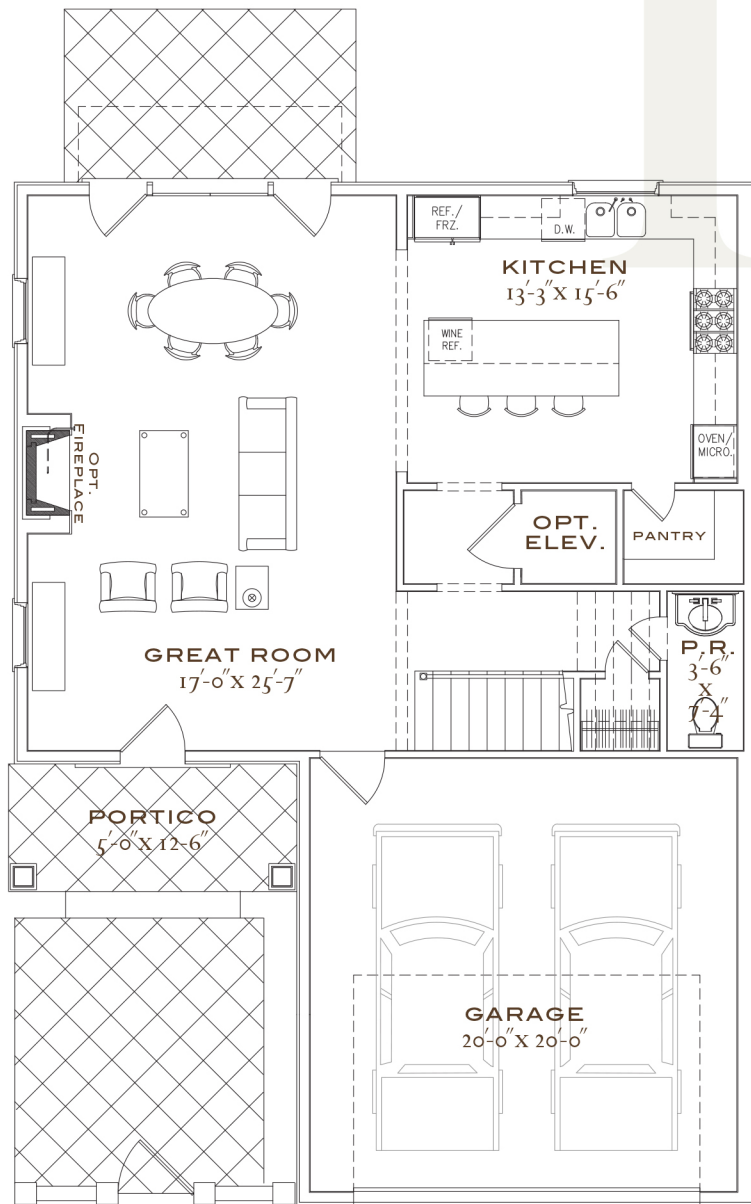 REF./
FRZ.
D.W.
KITCHEN
13'-3"X 15'-6"
WINE
REF.
OPT.
FIREPLACE
OVEN/
MICRO.
OPT.
ELEV.
PANTRY
GREAT ROOM
17'-0"X 25'-7"
P.R.
3'-6"
X
7'-4"
PORTICO
5'-0"X 12-6"
GARAGE
20'-0"X 20'-0"